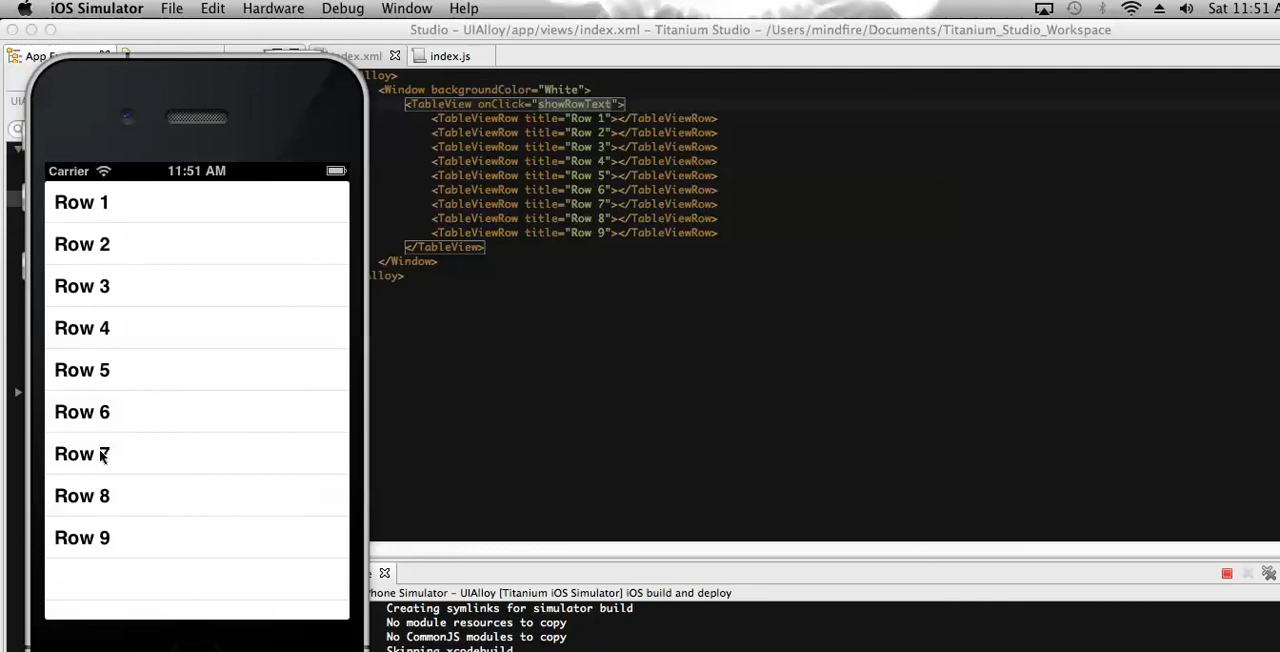 iOS Simulator File Edit Hardware Debug Window Help Sat 11:51 A
Studio - UIAlloy/app/views/index.xml - Titanium Studio - /Users/mindfire/Documents/Titanium_Studio_Workspace
App index.js
lloy>
<Window backgroundColor="White">
<TableView onClick="showRowText">
<TableViewRow title="Row 1"></TableViewRow>
<TableViewRow title="Row 2"></TableViewRow>
<TableViewRow title="Row 3"></TableViewRow>
<TableViewRow title="Row 4"></TableViewRow>
<TableViewRow title="Row 5"></TableViewRow>
<TableViewRow title="Row 6"></TableViewRow>
<TableViewRow title="Row 7"></TableViewRow>
<TableViewRow title="Row 8"></TableViewRow>
<TableViewRow title="Row 9"></TableViewRow>
</TableView>
</Window>
lloy>
Carrier 11:51 AM
Row 1
Row 2
Row 3
Row 4
Row 5
Row 6
Row 7
Row 8
Row 9
hone Simulator - UIAlloy [Titanium iOS Simulator] iOS build and deploy
Creating symlinks for simulator build
No module resources to copy
No CommonJS modules to copy
Skipping xcodebuild